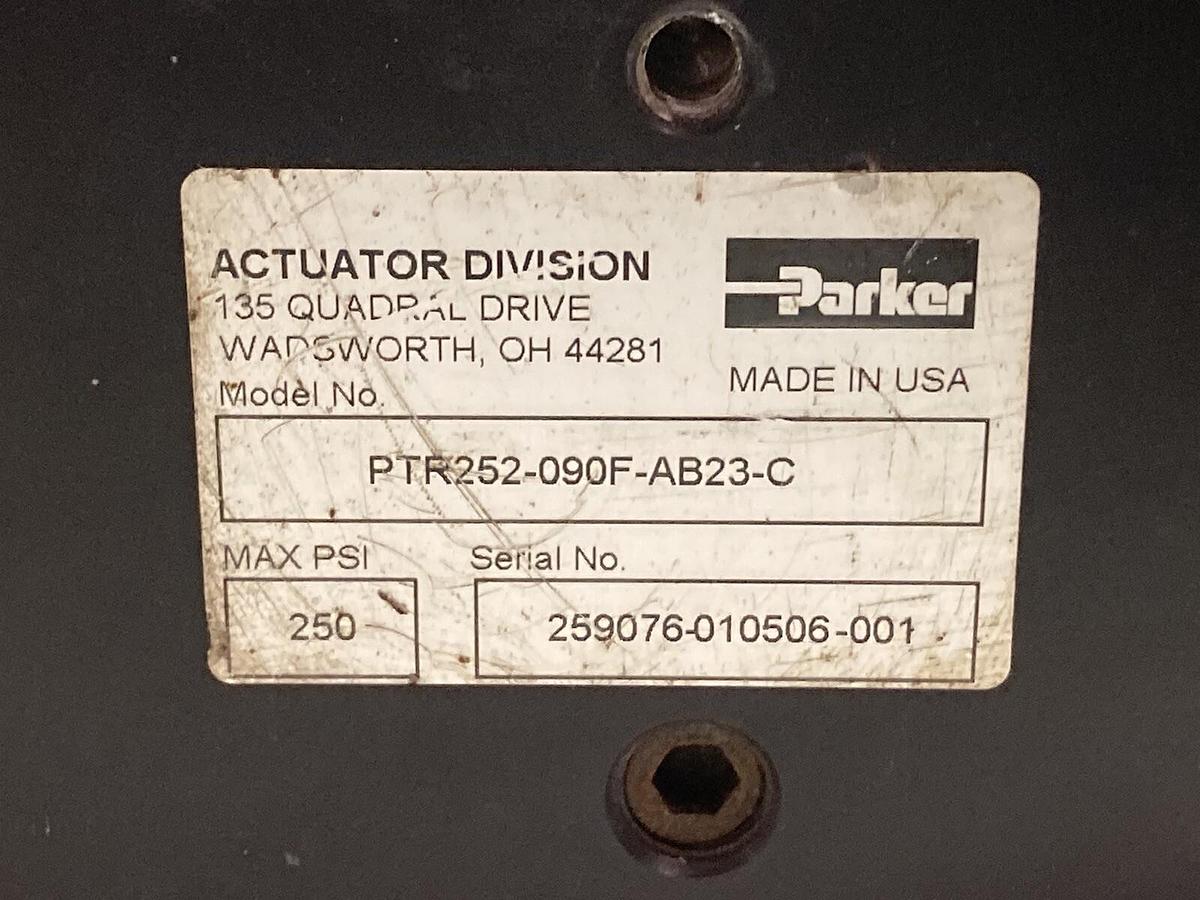 ACTUATOR DIVISION
135 QUADRAL DRIVE
WADSWORTH, OH 44281
Parker
MADE IN USA
Model No.
PTR252-090F-AB23-C
MAX PSI
Serial No.
250
259076-010506-001